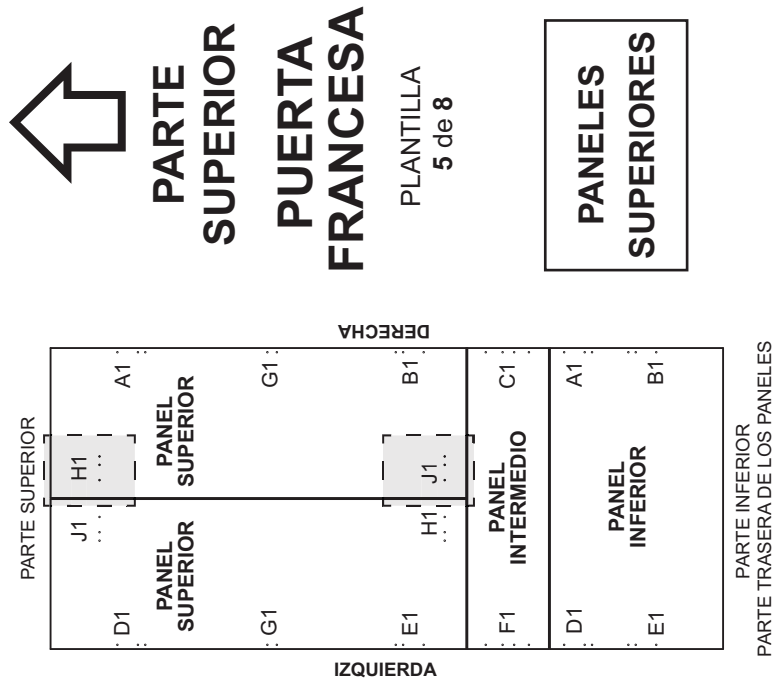 PARTE
SUPERIOR
PUERTA
FRANCESA
PLANTILLA
5 de 8
PANELES
SUPERIORES
PARTE SUPERIOR
IZQUIERDA
DERECHA
D1
J1
H1
A1
PANEL
SUPERIOR
PANEL
SUPERIOR
G1
G1
E1
H1
J1
B1
F1
PANEL
INTERMEDIO
C1
D1
A1
PANEL
INFERIOR
E1
B1
PARTE INFERIOR
PARTE TRASERA DE LOS PANELES